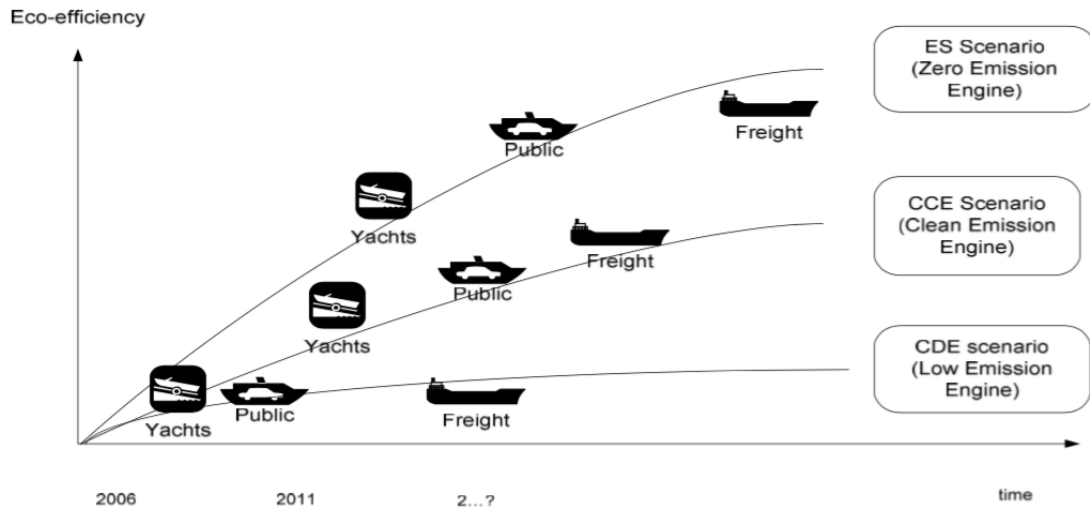 Eco-efficiency
ES Scenario
(Zero Emission
Engine)
Freight
Public
Yachts
CCE Scenario
(Clean Emission
Engine)
Freight
Public
Yachts
CDE scenario
(Low Emission
Engine)
Yachts
Public
Freight
2006
2011
2...?
time